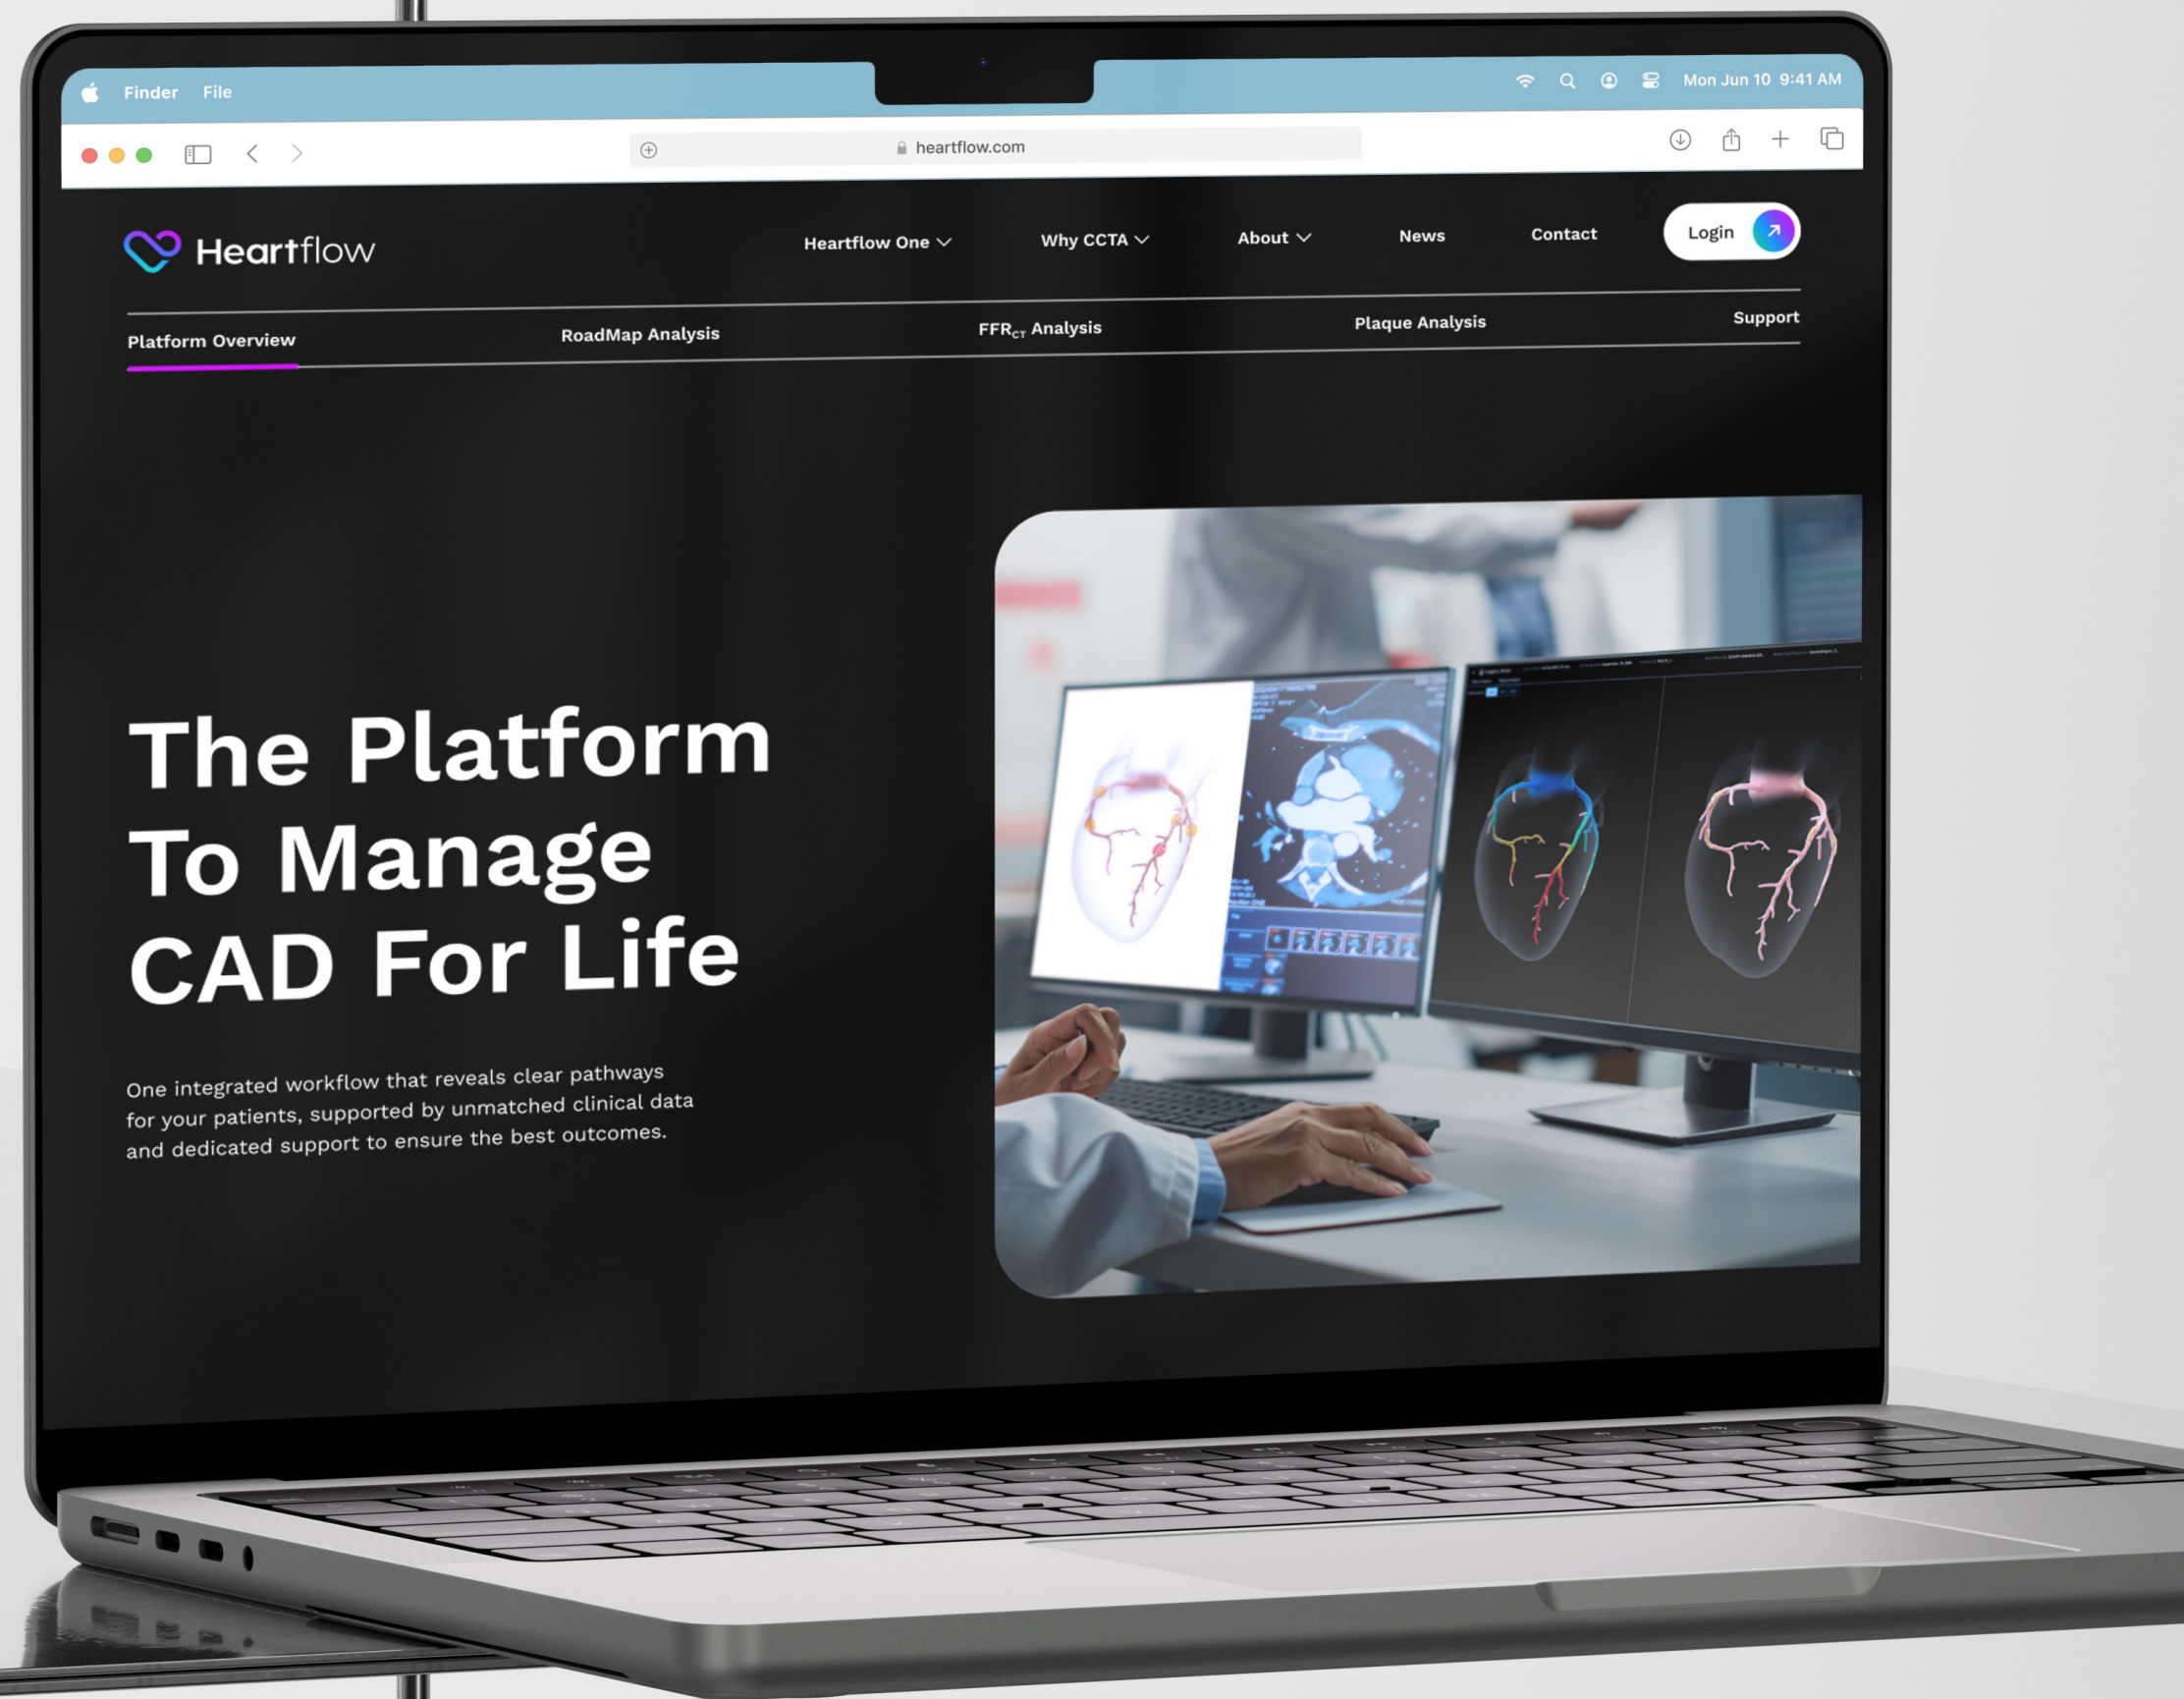 Finder File
Mon Jun 10 9:41 AM
heartflow.com
Heartflow
Heartflow One
Why CCTA
About
News
Contact
Login
Platform Overview
RoadMap Analysis
FFRCT Analysis
Plaque Analysis
Support
The Platform
To Manage
CAD For Life
One integrated workflow that reveals clear pathways
for your patients, supported by unmatched clinical data
and dedicated support to ensure the best outcomes.